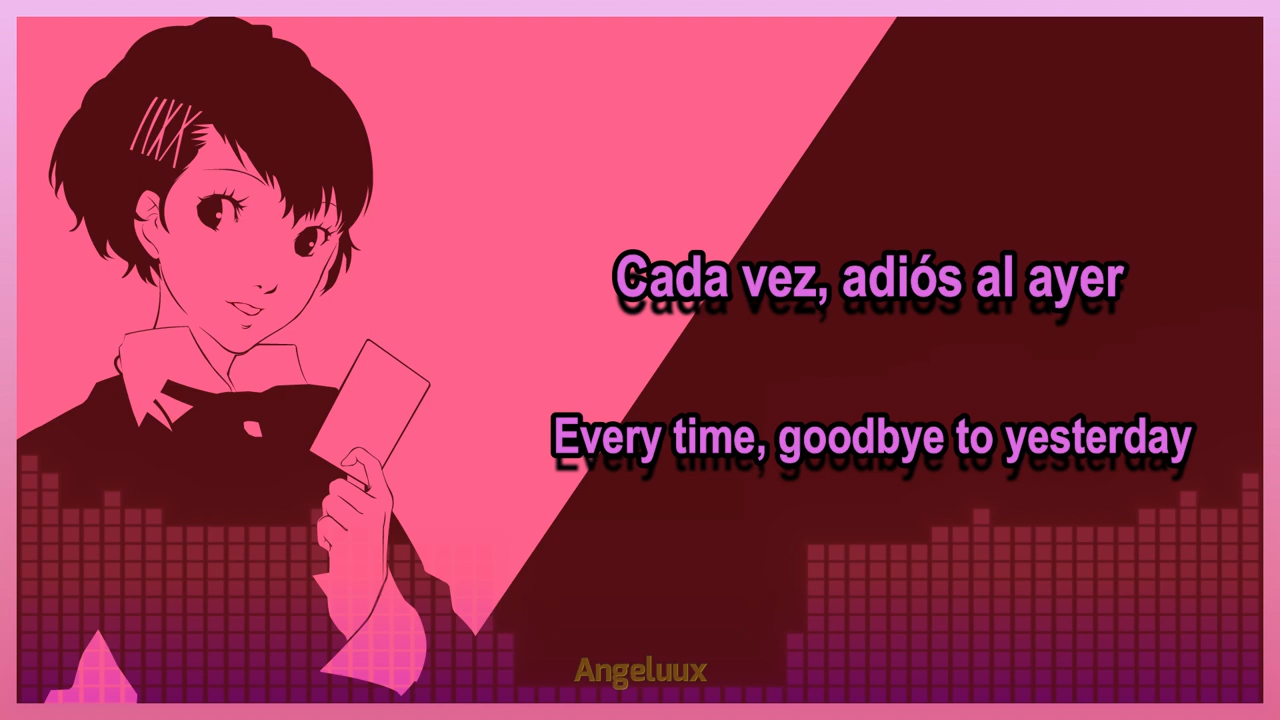 Cada vez, adiós al ayer
Every time, goodbye to yesterday
Angeluux